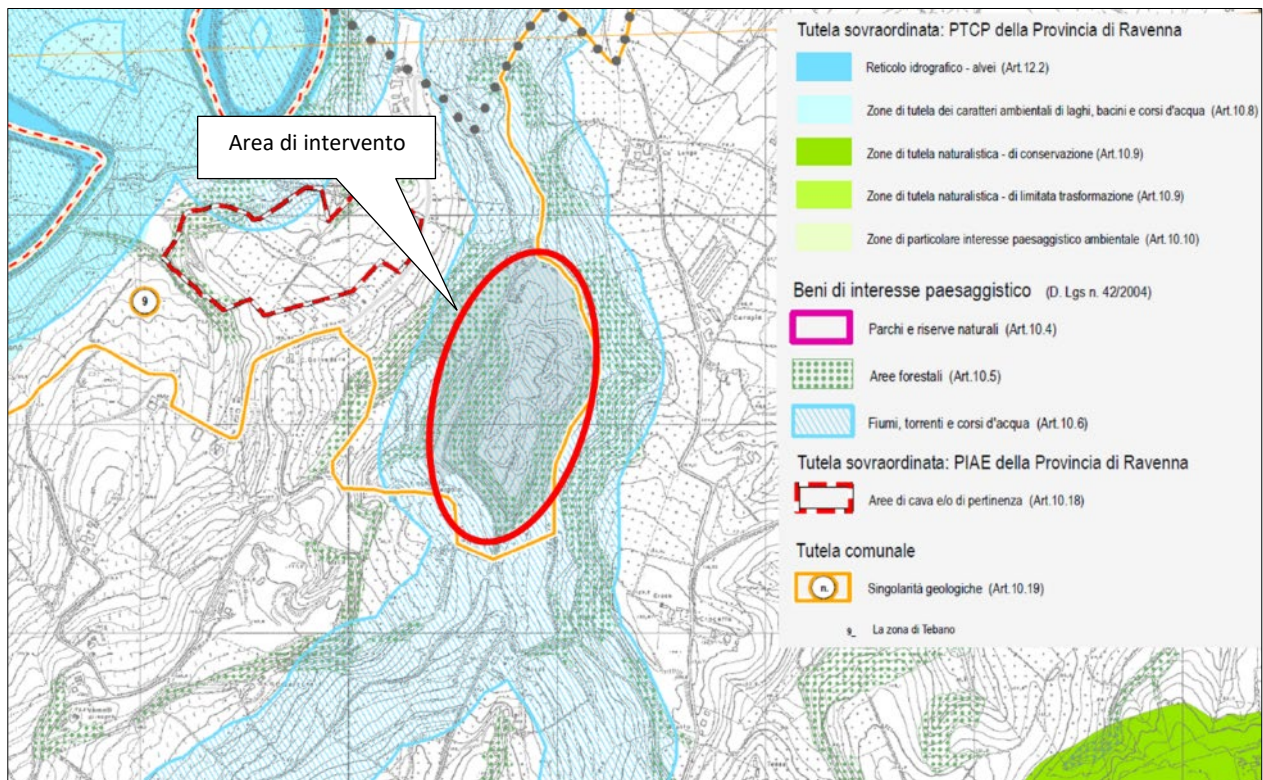 Area di intervento
9
Tutela sovraordinata: PTCP della Provincia di Ravenna
Reticolo idrografico - alvei (Art.12.2)
Zone di tutela dei caratteri ambientali di laghi, bacini e corsi d'acqua (Art.10.8)
Zone di tutela naturalistica - di conservazione (Art.10.9)
Zone di tutela naturalistica - di limitata trasformazione (Art.10.9)
Zone di particolare interesse paesaggistico ambientale (Art.10.10)
Beni di interesse paesaggistico (D. Lgs n. 42/2004)
Parchi e riserve naturali (Art.10.4)
Aree forestali (Art.10.5)
Fiumi, torrenti e corsi d'acqua (Art.10.6)
Tutela sovraordinata: PIAE della Provincia di Ravenna
Aree di cava e/o di pertinenza (Art.10.18)
Tutela comunale
n. Singolarità geologiche (Art.10.19)
9_ La zona di Tebano